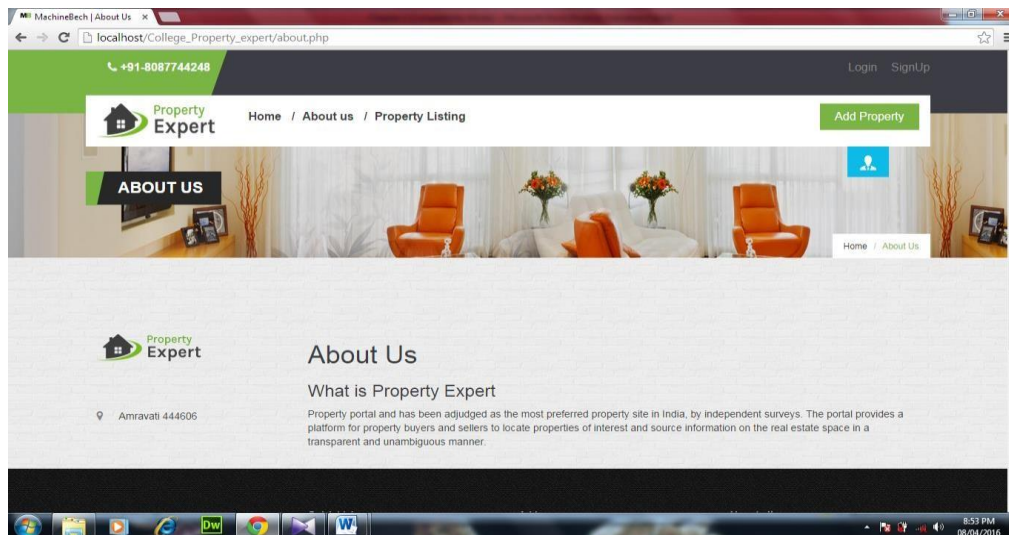 MB MachineBech | About Us
localhost/College_Property_expert/about.php
+91-8087744248
Login SignUp
Property
Expert
Home / About us / Property Listing
Add Property
ABOUT US
Home / About Us
Property
Expert
About Us
What is Property Expert
Amravati 444606
Property portal and has been adjudged as the most preferred property site in India, by independent surveys. The portal provides a
platform for property buyers and sellers to locate properties of interest and source information on the real estate space in a
transparent and unambiguous manner.
Dw
W
8:53 PM
08/04/2016